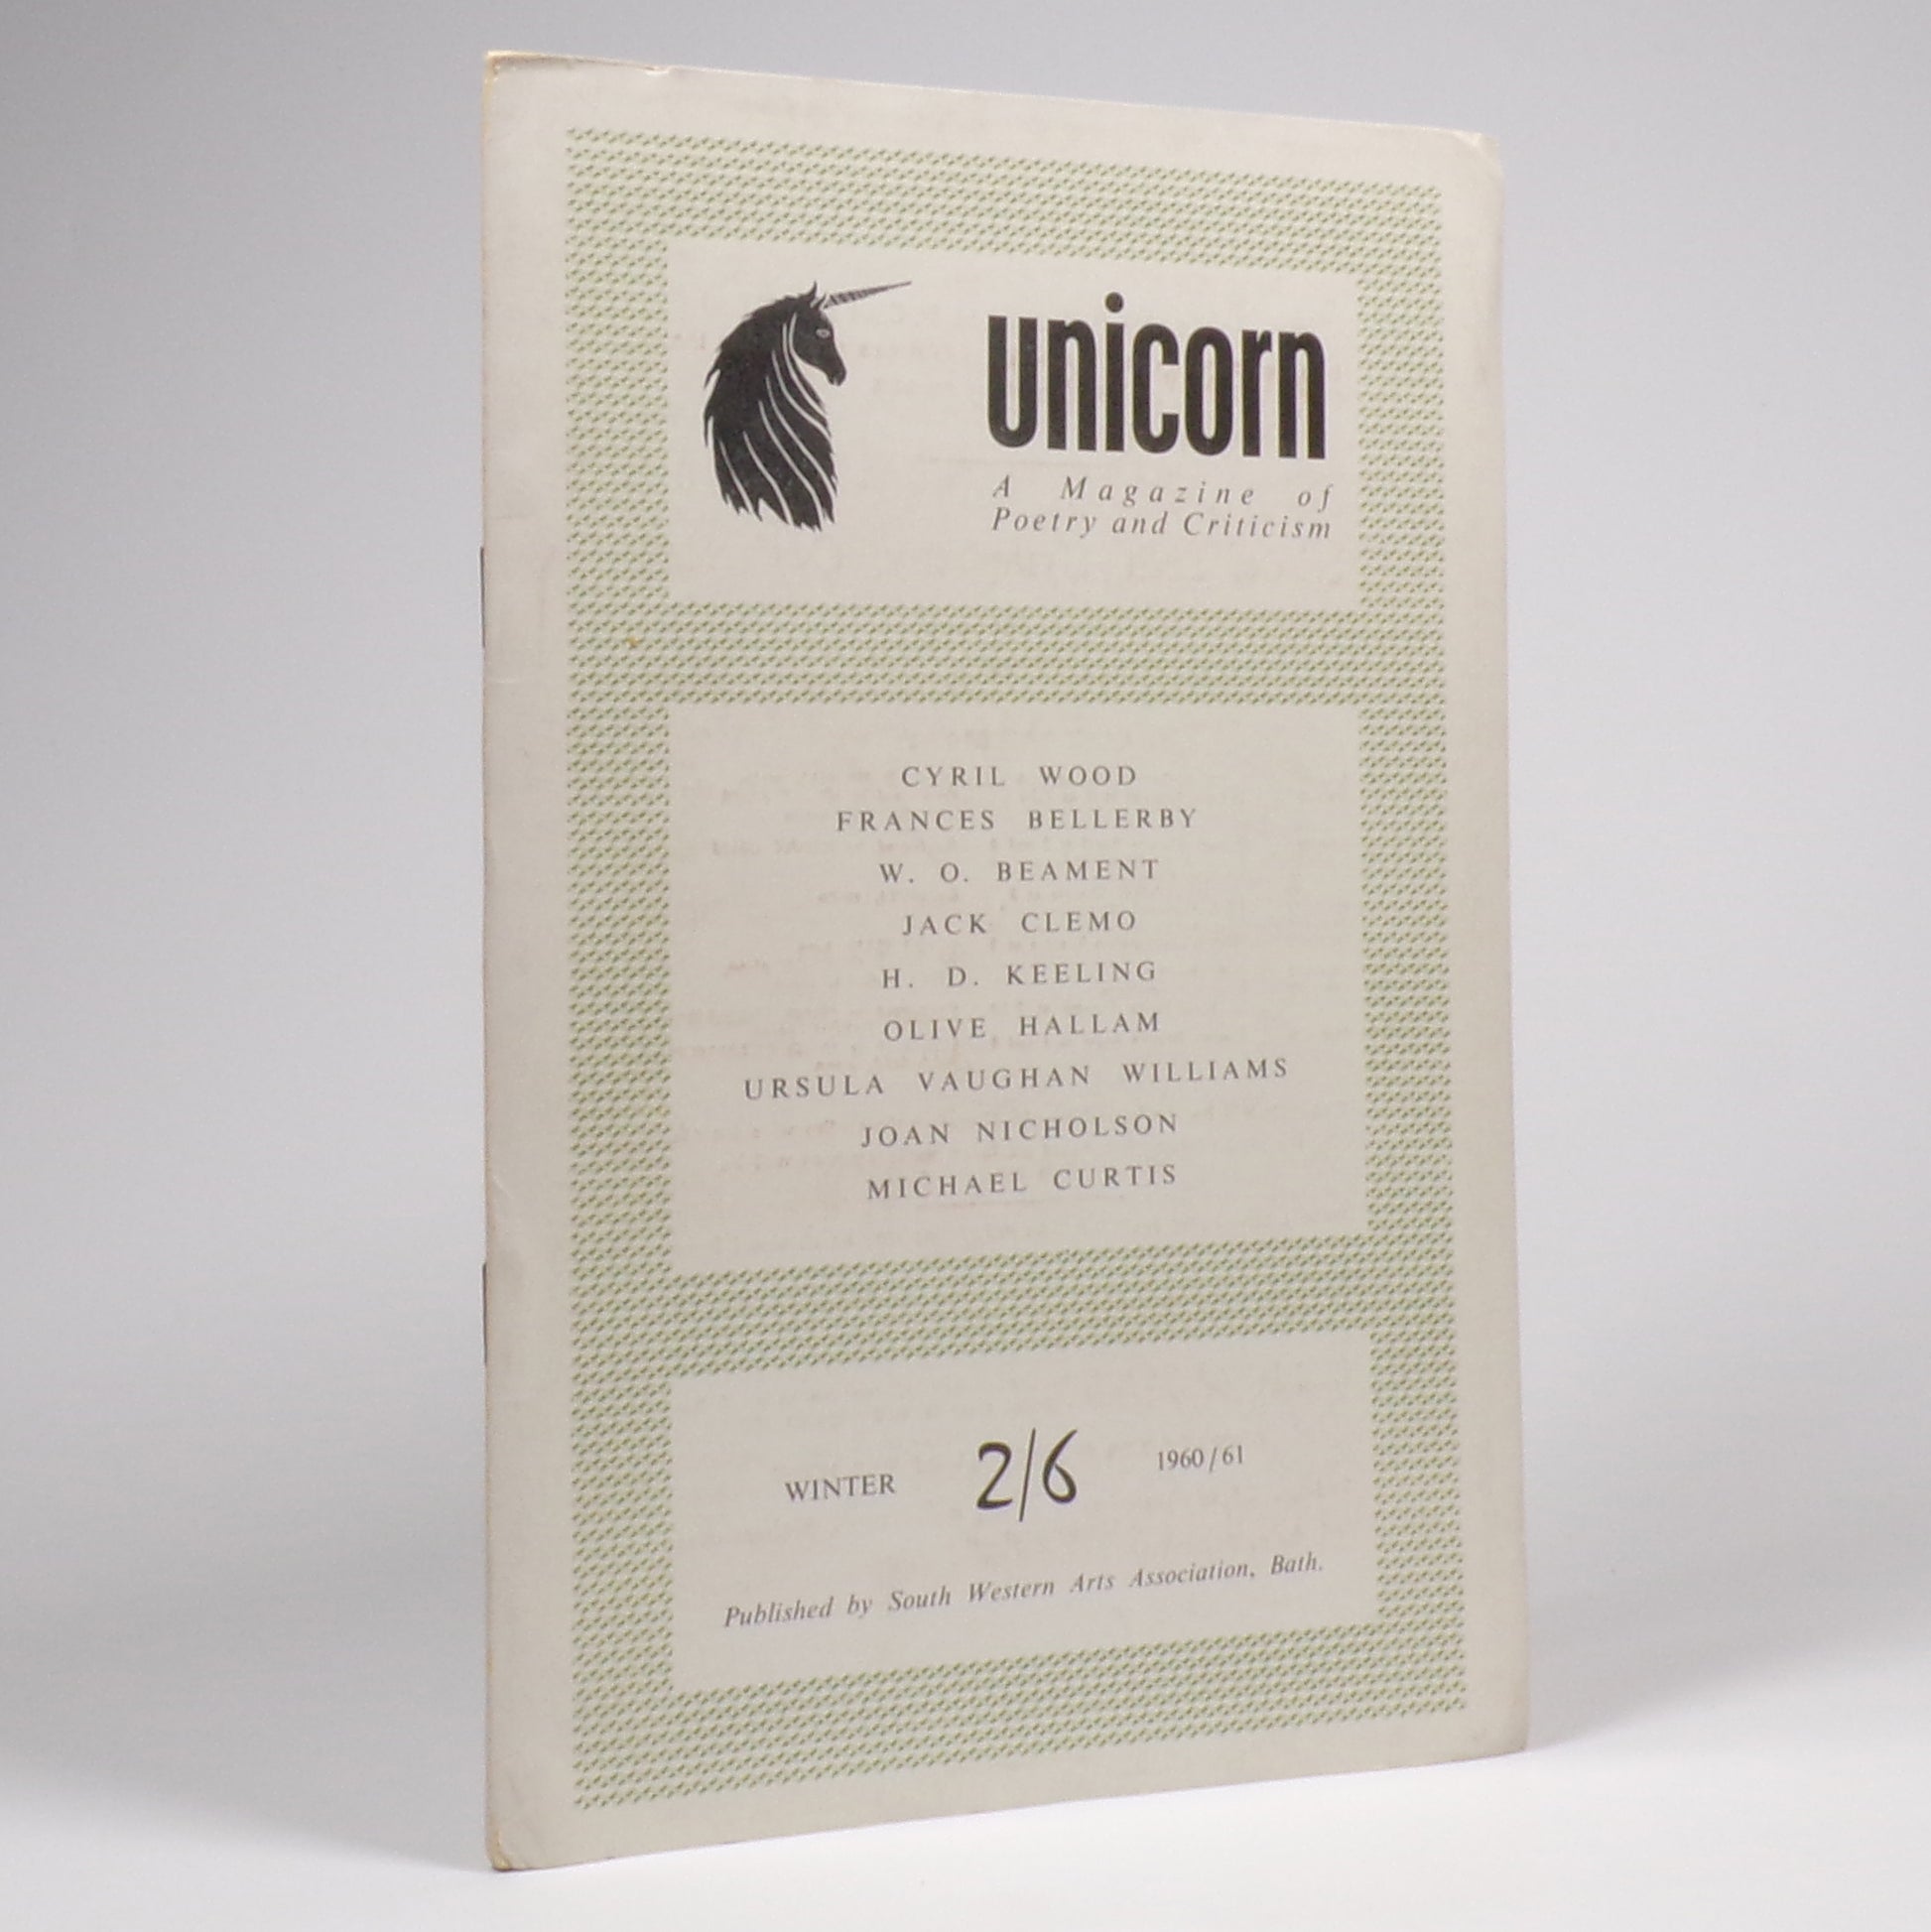 unicorn
A Magazine of
Poetry and Criticism
CYRIL WOOD
FRANCES BELLERBY
W. O. BEAMENT
JACK CLEMO
H. D. KEELING
OLIVE HALLAM
URSULA VAUGHAN WILLIAMS
JOAN NICHOLSON
MICHAEL CURTIS
WINTER 2/6 1960/61
Published by South Western Arts Association, Bath.